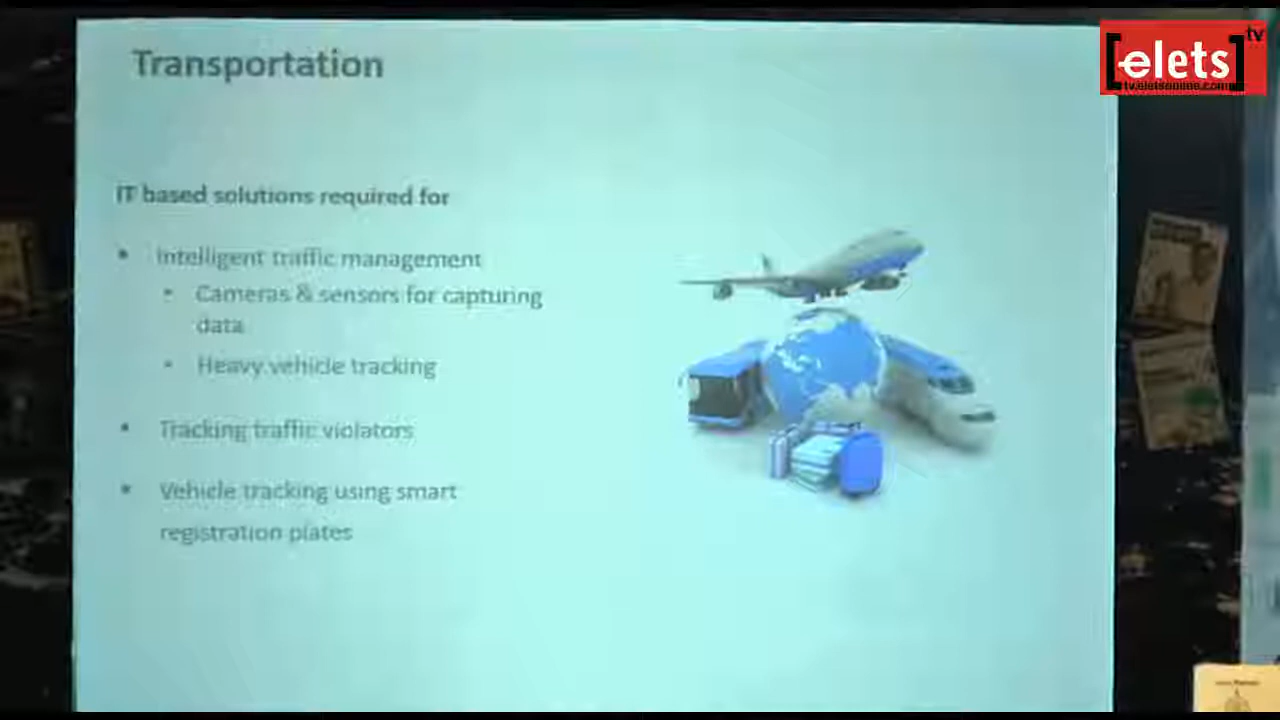 Transportation
[elets] tv
tv.eletsonline.com
IT based solutions required for
• Intelligent traffic management
• Cameras & sensors for capturing
data
• Heavy vehicle tracking
• Tracking traffic violators
• Vehicle tracking using smart
registration plates